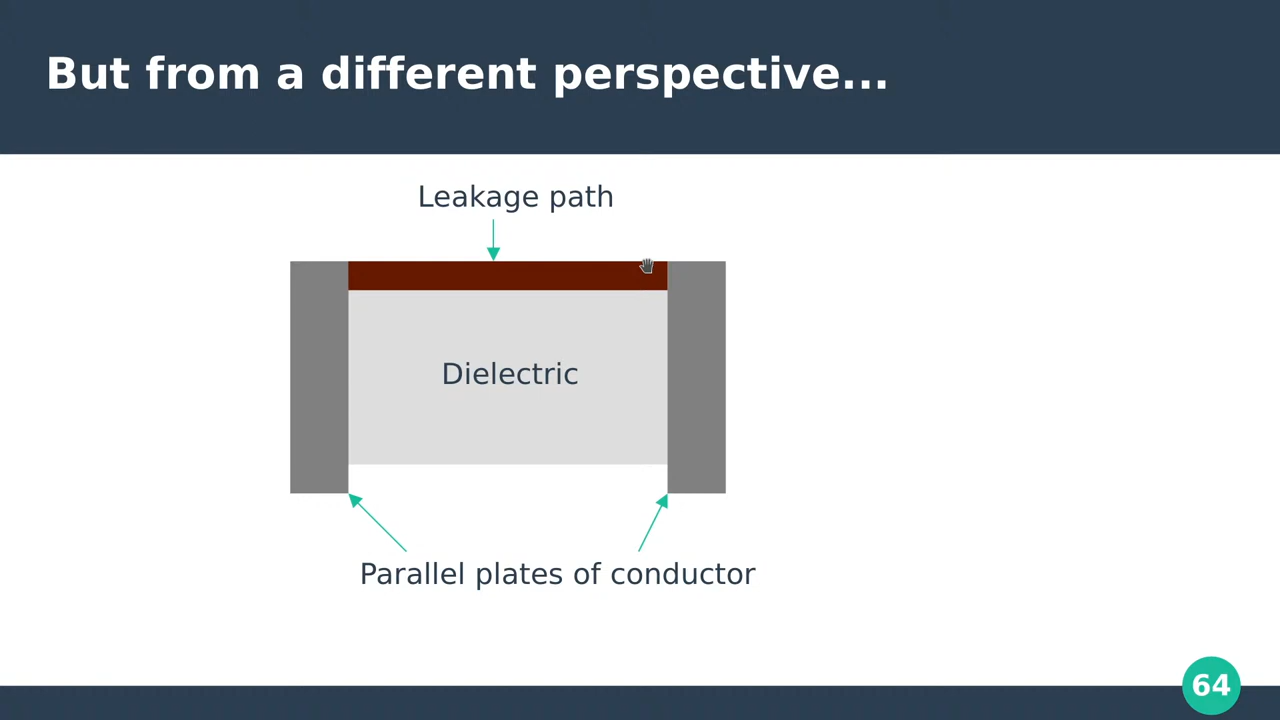 But from a different perspective...
Leakage path
Dielectric
Parallel plates of conductor
64